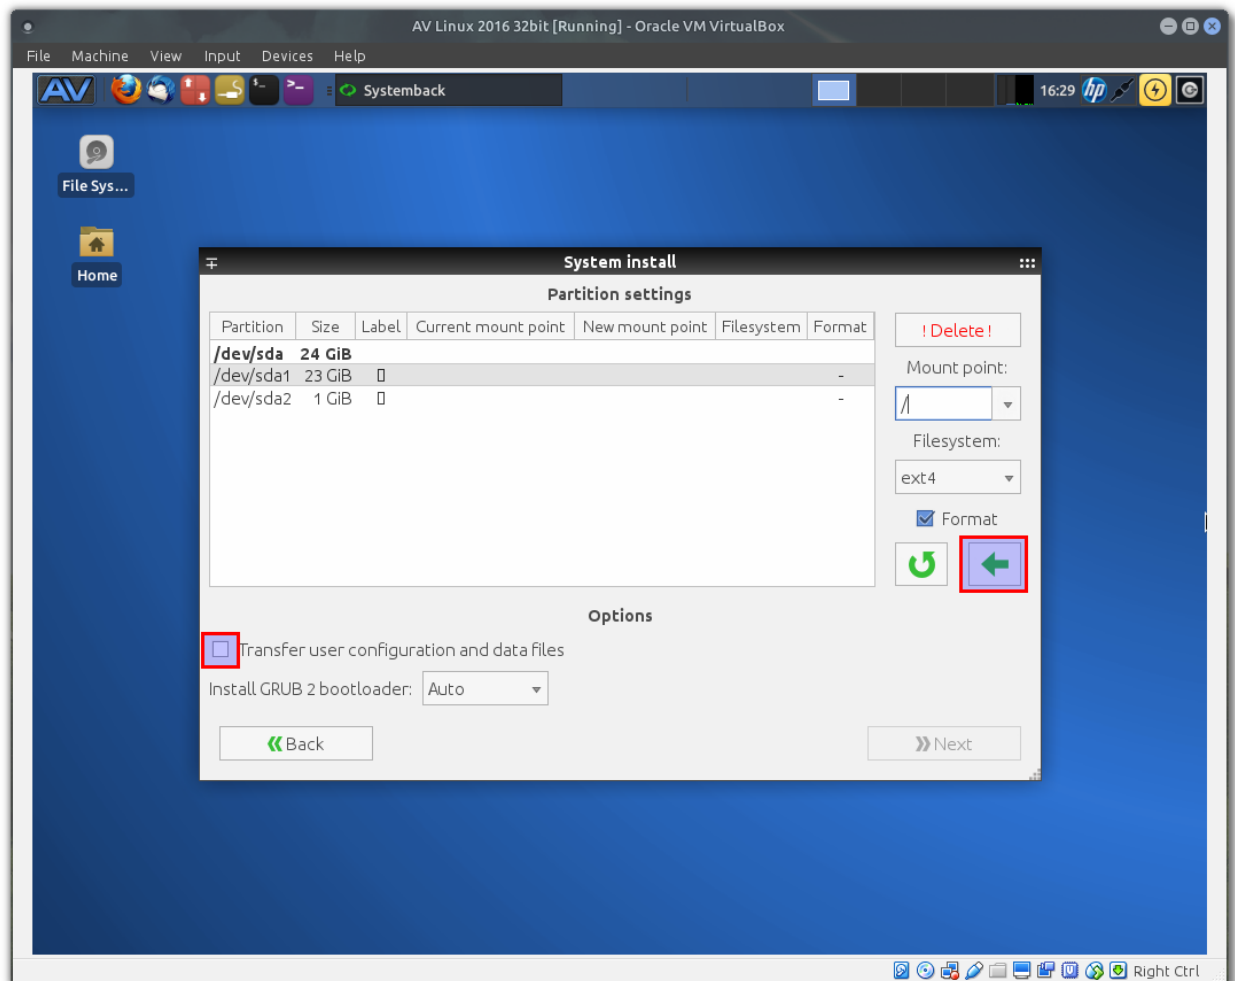 AV Linux 2016 32bit [Running] - Oracle VM VirtualBox
File Machine View Input Devices Help
AV Systemback 16:29 hp
File Sys...
Home
System install
Partition settings
Partition Size Label Current mount point New mount point Filesystem Format
! Delete !
/dev/sda 24 GiB
/dev/sda1 23 GiB -
/dev/sda2 1 GiB -
Mount point:
/
Filesystem:
ext4
Format
Options
Transfer user configuration and data files
Install GRUB 2 bootloader: Auto
Back
Next
Right Ctrl